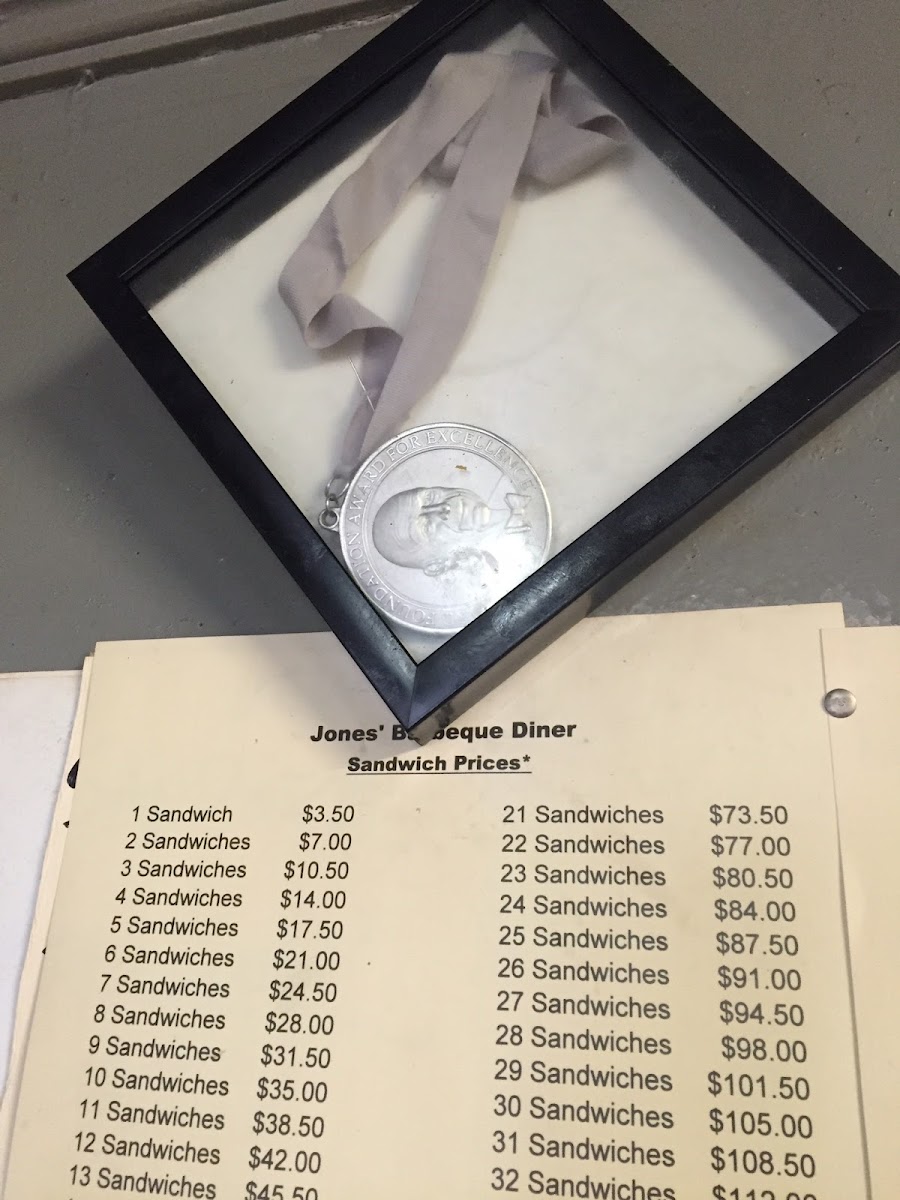 FOUNDATION AWARD FOR EXCELLENCE
Jones' Barbeque Diner
Sandwich Prices*
1 Sandwich $3.50
2 Sandwiches $7.00
3 Sandwiches $10.50
4 Sandwiches $14.00
5 Sandwiches $17.50
6 Sandwiches $21.00
7 Sandwiches $24.50
8 Sandwiches $28.00
9 Sandwiches $31.50
10 Sandwiches $35.00
11 Sandwiches $38.50
12 Sandwiches $42.00
13 Sandwiches $45.50
21 Sandwiches $73.50
22 Sandwiches $77.00
23 Sandwiches $80.50
24 Sandwiches $84.00
25 Sandwiches $87.50
26 Sandwiches $91.00
27 Sandwiches $94.50
28 Sandwiches $98.00
29 Sandwiches $101.50
30 Sandwiches $105.00
31 Sandwiches $108.50
32 Sandwiches $112.00